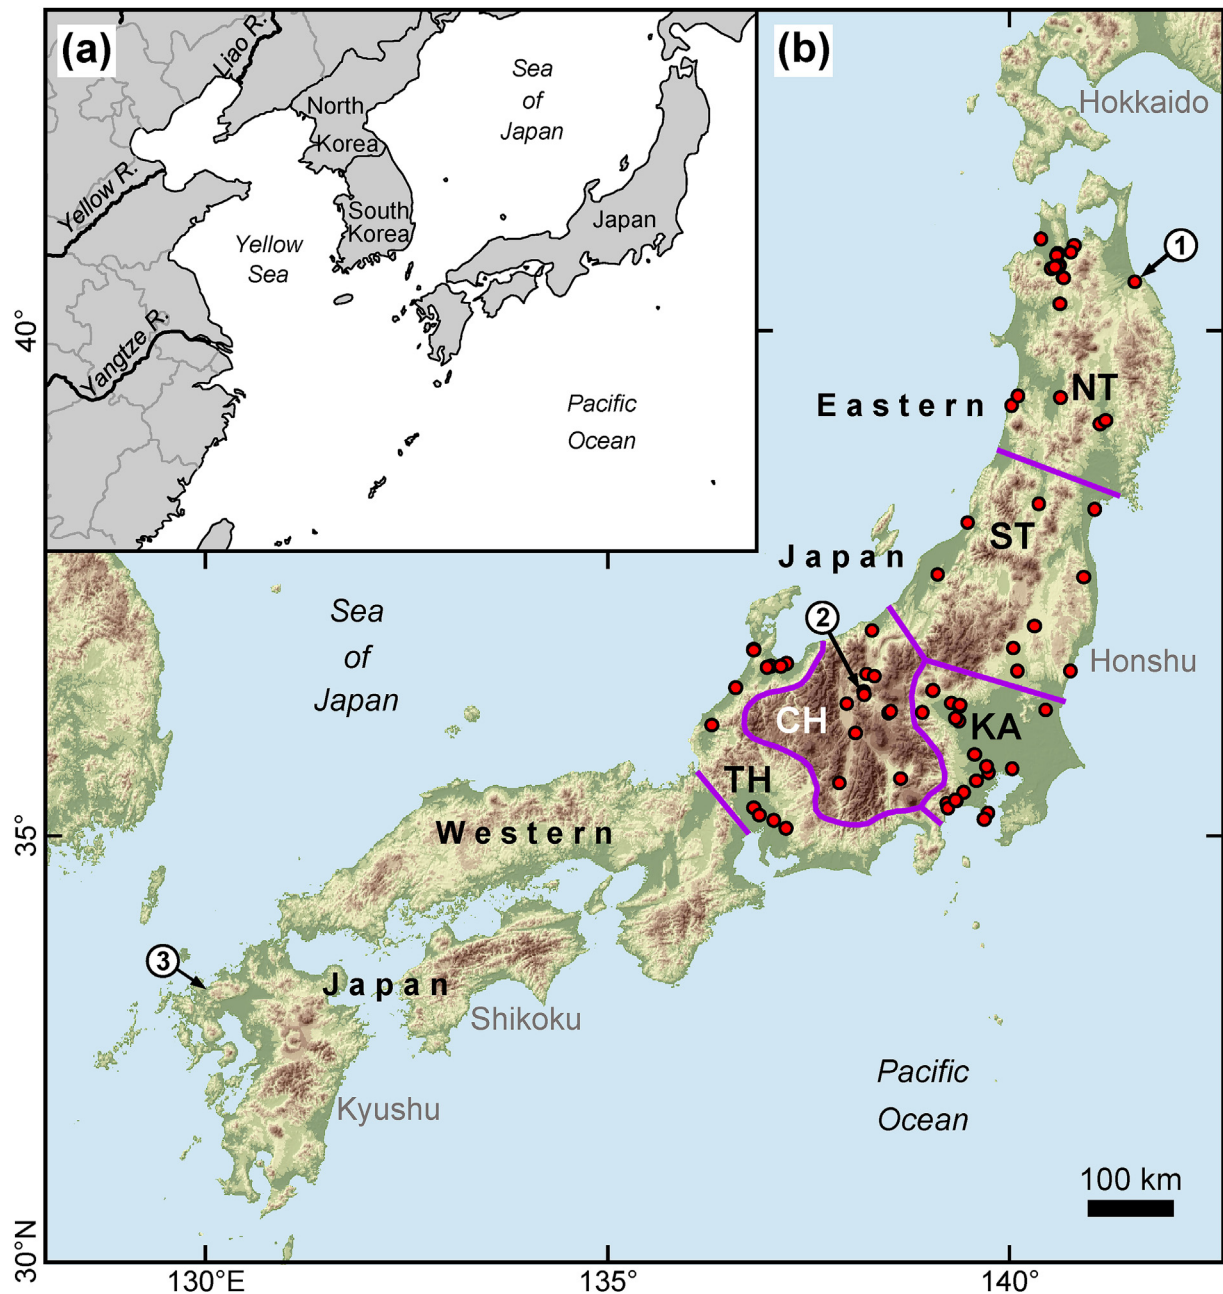 (a)
Liao R.
Yellow R.
Yangtze R.
North
Korea
South
Korea
Yellow
Sea
Sea
of
Japan
Japan
Pacific
Ocean
(b)
Hokkaido
1
NT
Eastern
ST
Japan
2
Honshu
CH
KA
TH
Sea
of
Japan
Western
3
Japan
Shikoku
Kyushu
Pacific
Ocean
100 km
40°
35°
30°N
130°E
135°
140°